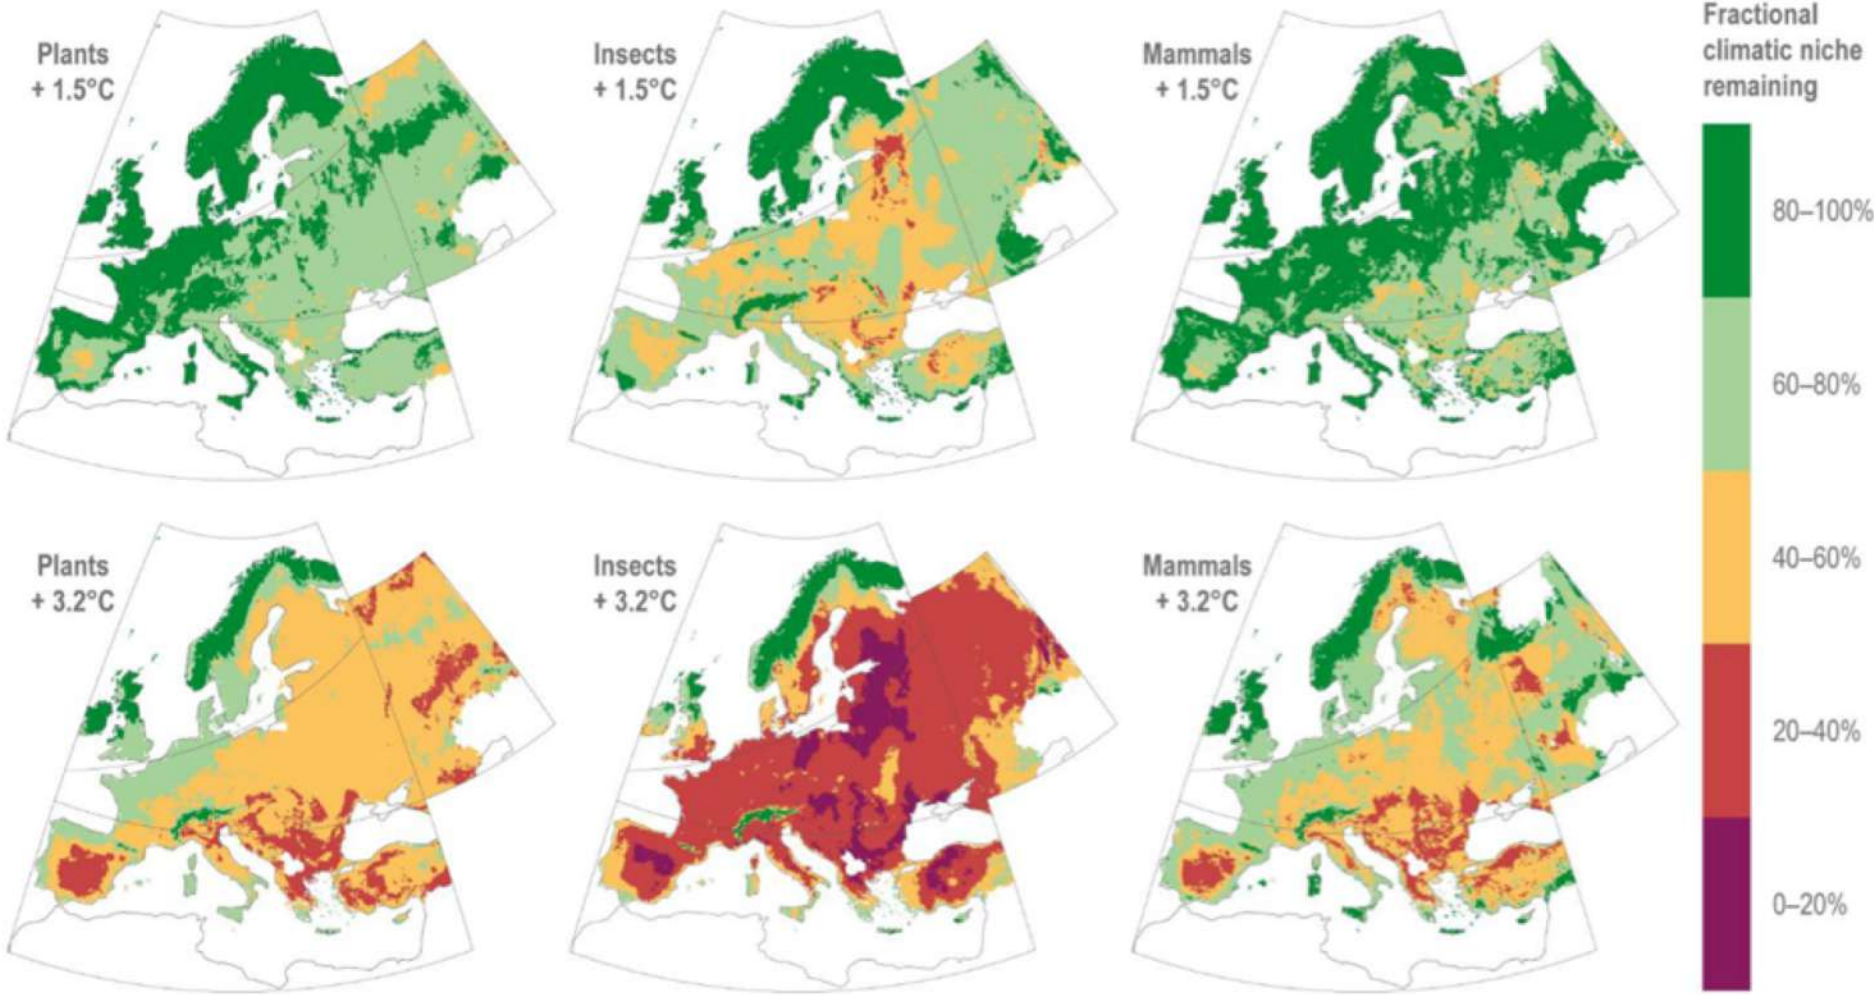 Plants
+ 1.5°C
Insects
+ 1.5°C
Mammals
+ 1.5°C
Fractional
climatic niche
remaining
80–100%
60–80%
40–60%
20–40%
0–20%
Plants
+ 3.2°C
Insects
+ 3.2°C
Mammals
+ 3.2°C